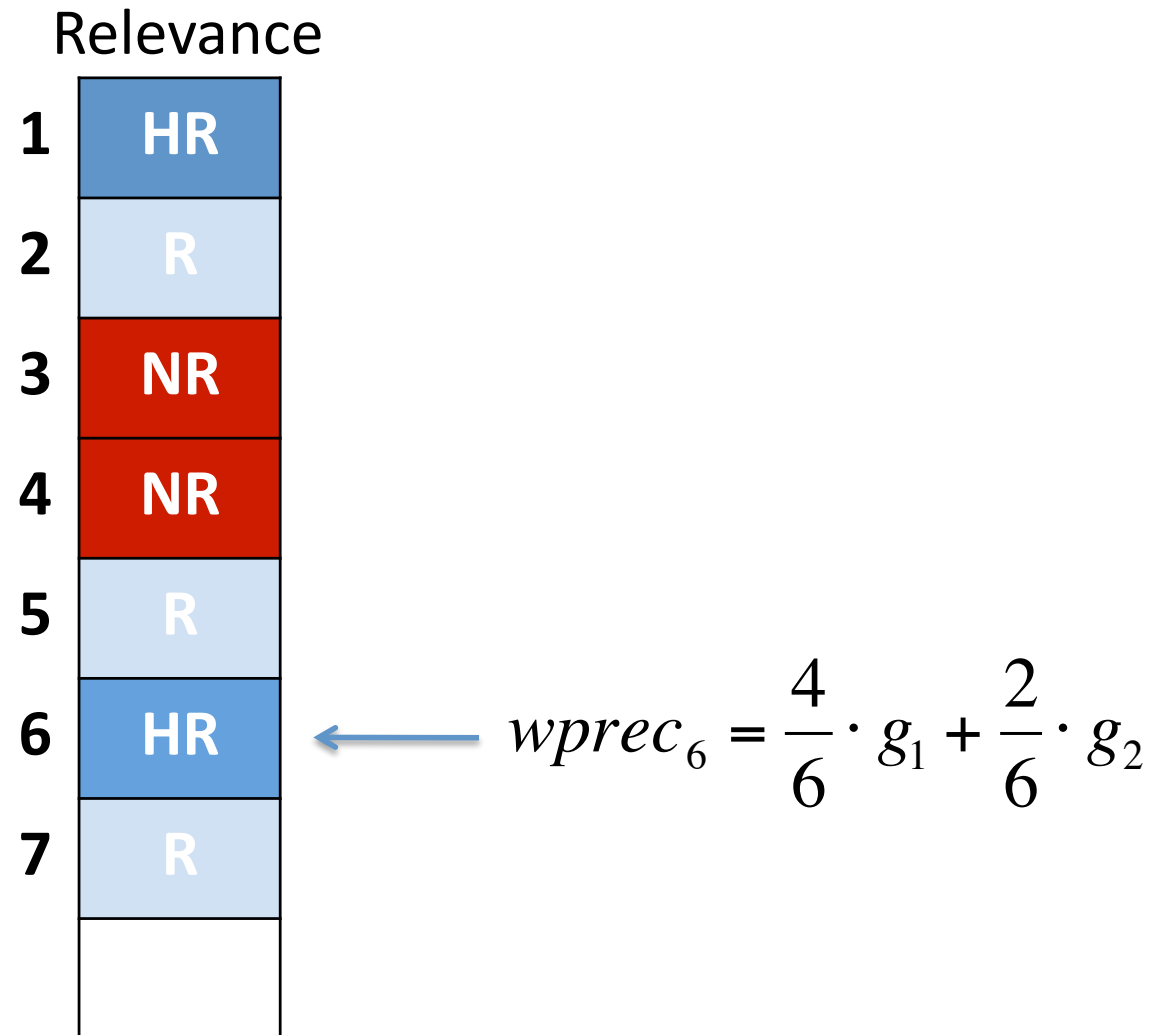 Relevance
1 HR
2 R
3 NR
4 NR
5 R
6 HR wprec₆ = 4/6 · g₁ + 2/6 · g₂
7 R